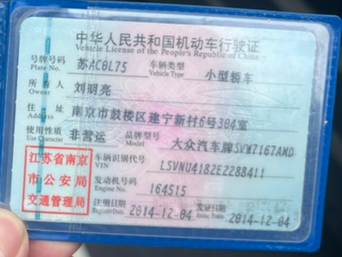 中华人民共和国机动车行驶证
Vehicle License of the People's Republic of China
号牌号码 Plate No. 苏AC0L75 车辆类型 Vehicle Type 小型轿车
所有人 Owner 刘明亮
住址 Address 南京市鼓楼区建宁新村6号304室
使用性质 Use Character 非营运 品牌型号 Model 大众汽车牌SVW7167AMD
江苏省南京
市公安局
交通管理局
车辆识别代号 VIN LSVNU4182E2288411
发动机号码 Engine No. 164515
注册日期 Register Date 2014-12-04 发证日期 Issue Date 2014-12-04